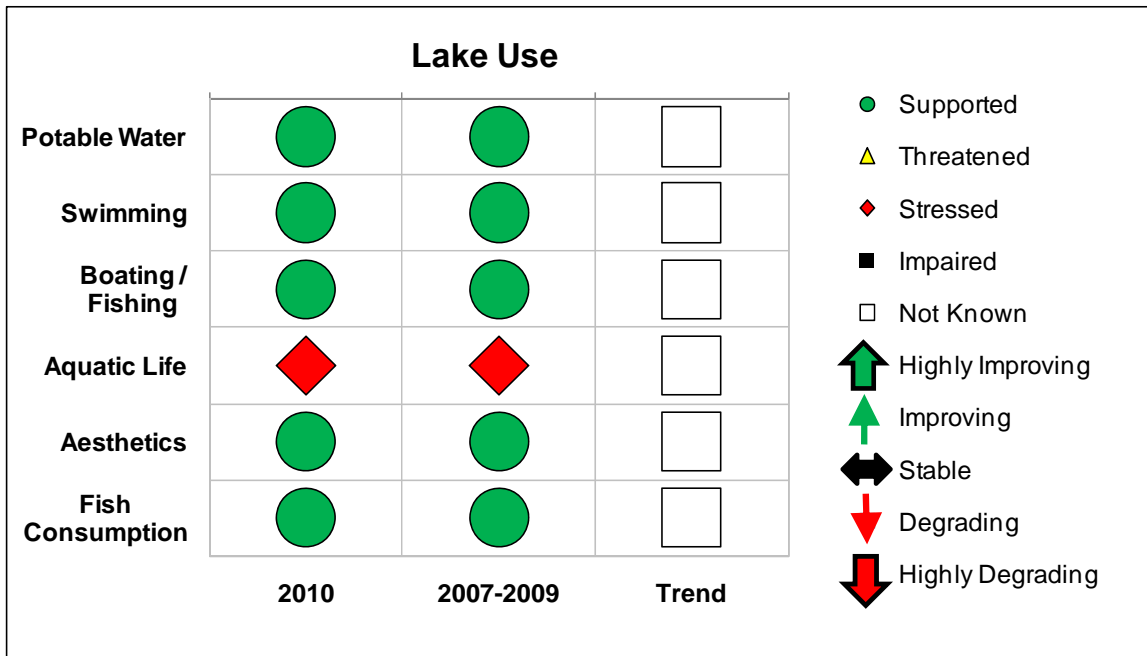 Lake Use
Potable Water
Swimming
Boating /
Fishing
Aquatic Life
Aesthetics
Fish
Consumption
2010
2007-2009
Trend
Supported
Threatened
Stressed
Impaired
Not Known
Highly Improving
Improving
Stable
Degrading
Highly Degrading